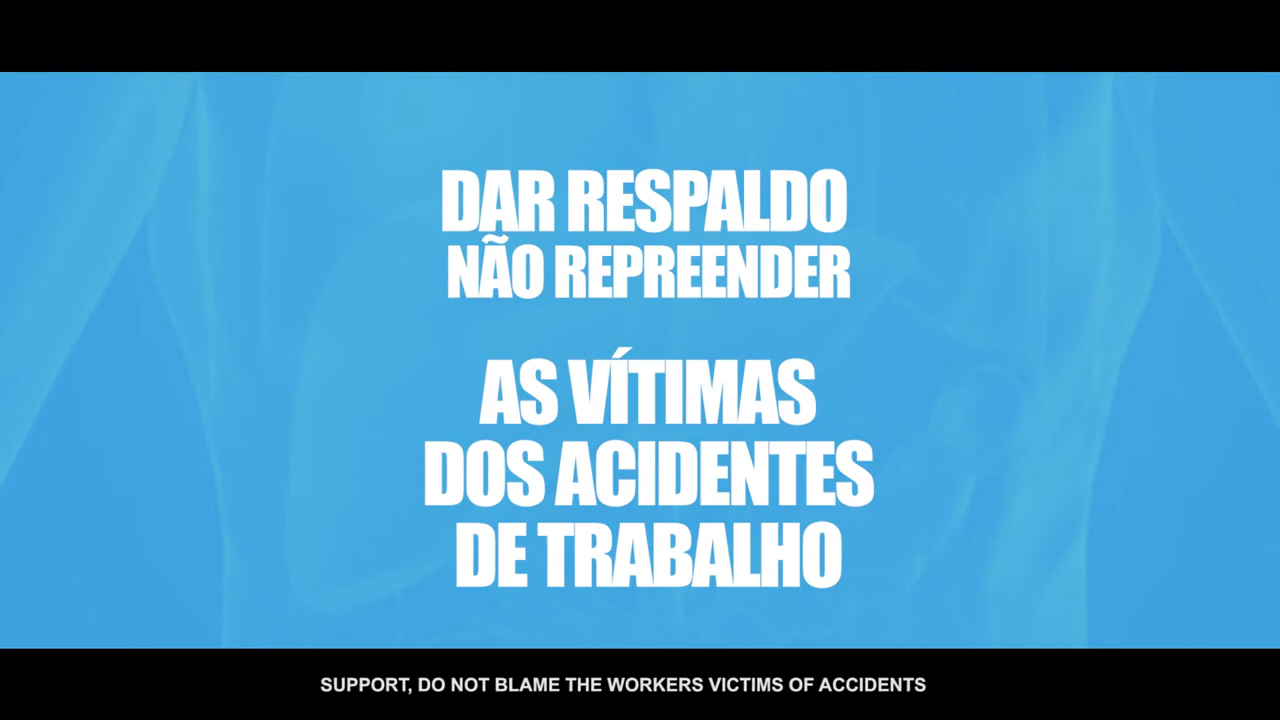 DAR RESPALDO
NÃO REPREENDER
AS VÍTIMAS
DOS ACIDENTES
DE TRABALHO
SUPPORT, DO NOT BLAME THE WORKERS VICTIMS OF ACCIDENTS